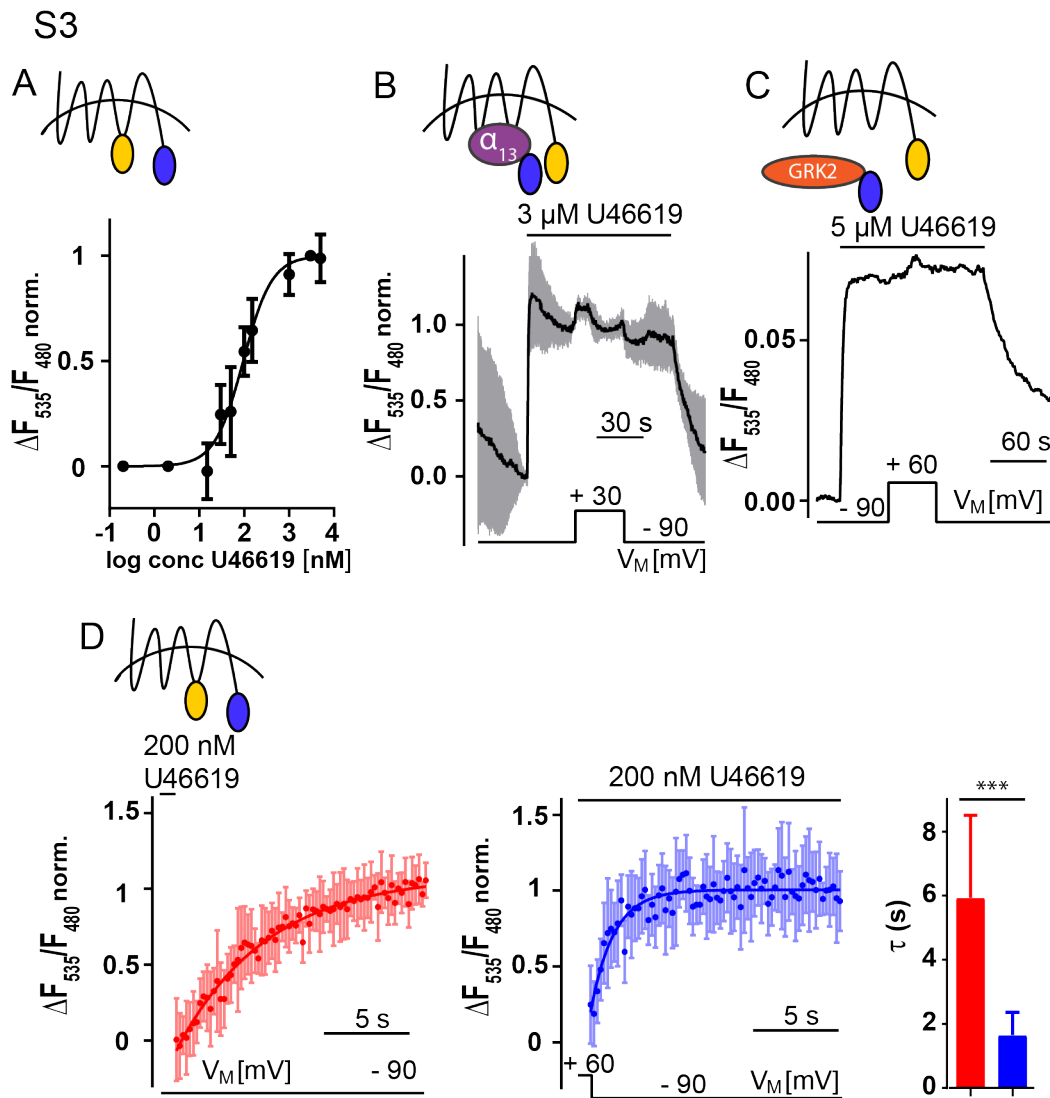 S3
A
ΔF535/F480 norm.
1
0.5
0
-1 0 1 2 3 4
log conc U46619 [nM]
B
α13
3 µM U46619
ΔF535/F480 norm.
1.0
0.5
0.0
30 s
+ 30
- 90
VM [mV]
C
GRK2
5 µM U46619
ΔF535/F480
0.05
0.00
60 s
+ 60
- 90
VM [mV]
D
200 nM
U46619
ΔF535/F480 norm.
1.5
1
0.5
0
5 s
VM [mV] - 90
200 nM U46619
ΔF535/F480 norm.
1.5
1.0
0.5
0
5 s
+ 60
- 90 VM [mV]
***
τ (s)
8
6
4
2
0